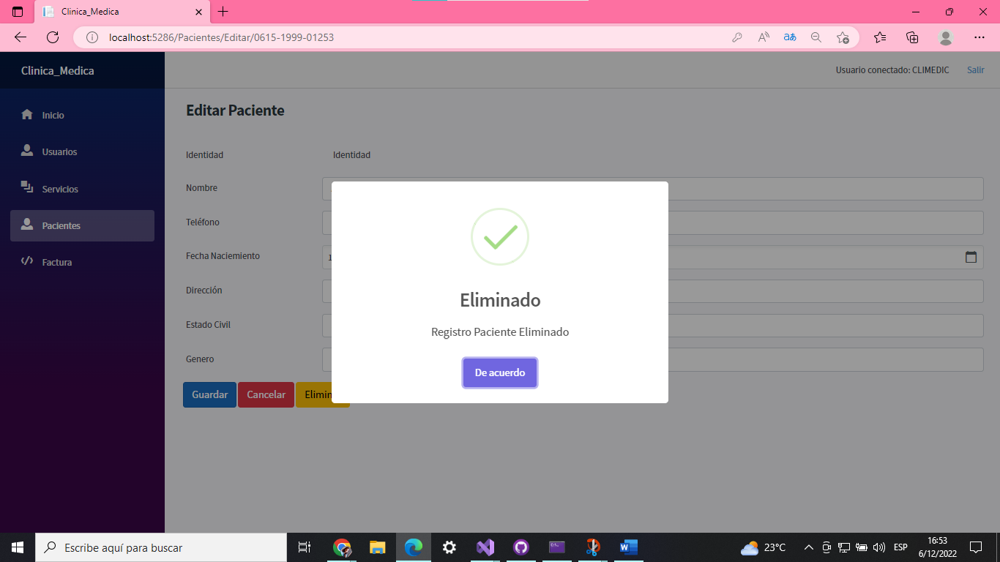 Clinica_Medica
localhost:5286/Pacientes/Editar/0615-1999-01253
Clinica_Medica
Usuario conectado: CLIMEDIC Salir
Inicio
Usuarios
Servicios
Pacientes
Factura
Editar Paciente
Identidad Identidad
Nombre
Teléfono
Fecha Naciemiento
Dirección
Estado Civil
Genero
Guardar Cancelar
Eliminado
Registro Paciente Eliminado
De acuerdo
Escribe aquí para buscar
23°C ESP 16:53
6/12/2022